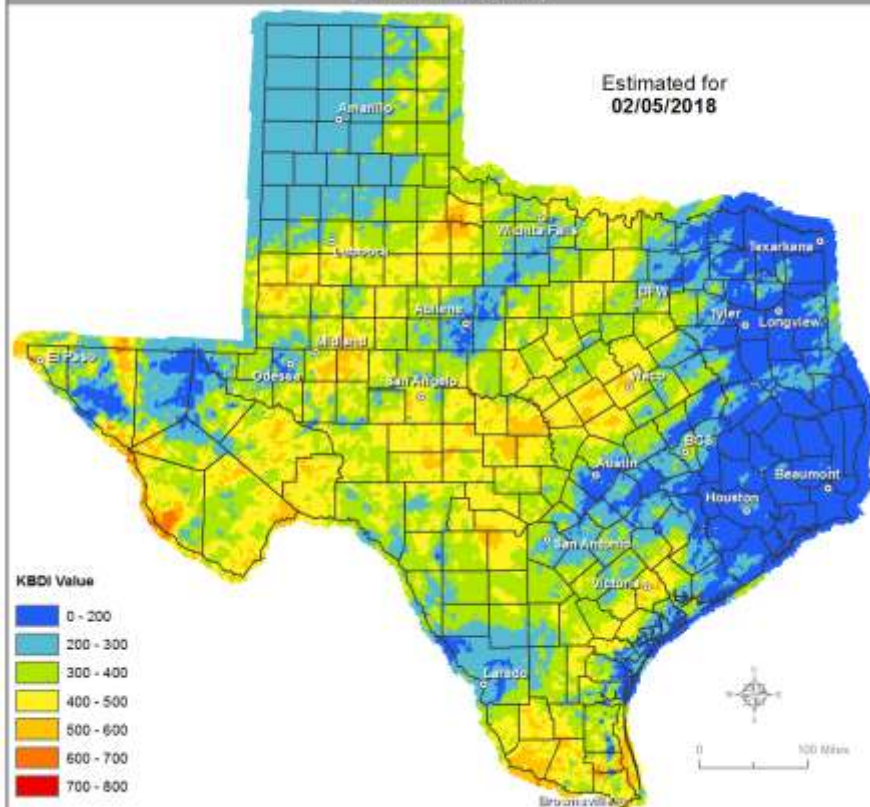 Estimated for
02/05/2018
Amarillo
Lubbock
Wichita Falls
Texarkana
DFW
Abilene
Tyler
Longview
El Paso
Midland
Odessa
San Angelo
Waco
BCS
Austin
Beaumont
Houston
San Antonio
Victoria
Laredo
Brownsville
KBDI Value
0 - 200
200 - 300
300 - 400
400 - 500
500 - 600
600 - 700
700 - 800
0 100 Miles